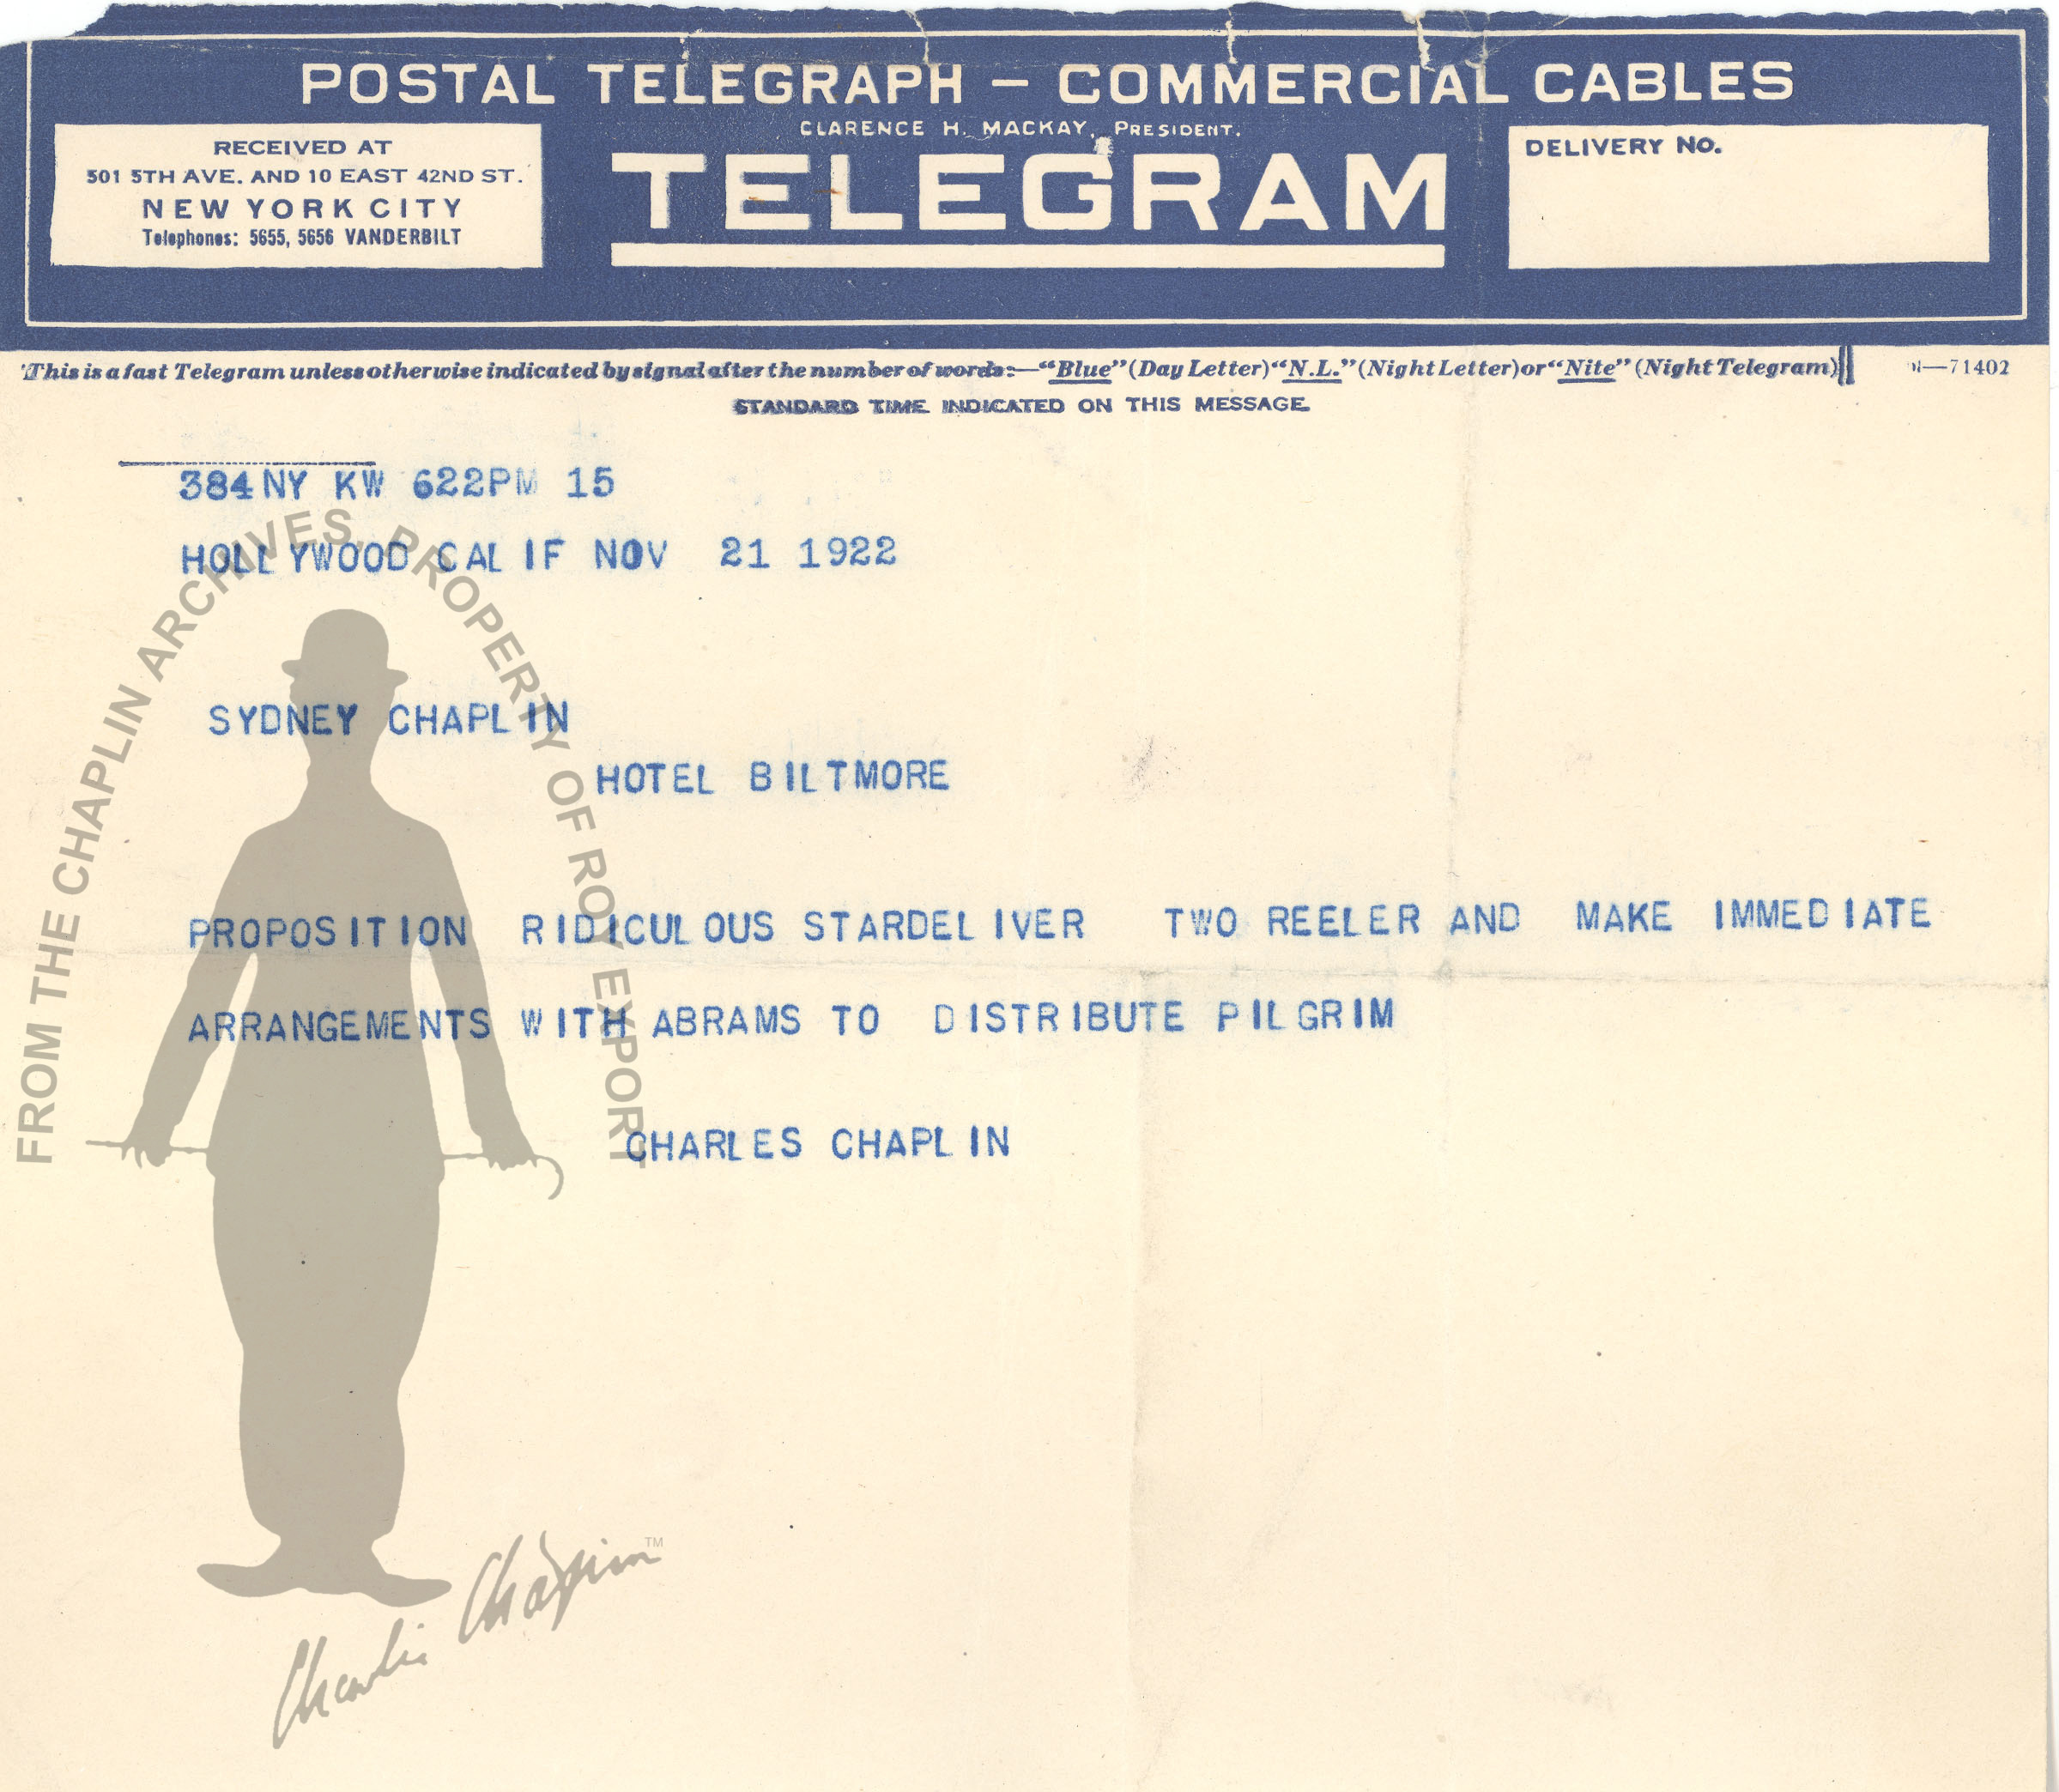 POSTAL TELEGRAPH – COMMERCIAL CABLES
CLARENCE H. MACKAY, PRESIDENT.
RECEIVED AT
501 5TH AVE. AND 10 EAST 42ND ST.
NEW YORK CITY
Telephones: 5655, 5656 VANDERBILT
TELEGRAM
DELIVERY NO.
This is a fast Telegram unless otherwise indicated by signal after the number of words:—“Blue” (Day Letter) “N.L.” (Night Letter) or “Nite” (Night Telegram)
71402
STANDARD TIME INDICATED ON THIS MESSAGE
384NY KW 622PM 15
HOLLYWOOD CALIF NOV 21 1922
SYDNEY CHAPLIN
HOTEL BILTMORE
PROPOSITION RIDICULOUS STARDELIVER TWO REELER AND MAKE IMMEDIATE
ARRANGEMENTS WITH ABRAMS TO DISTRIBUTE PILGRIM
CHARLES CHAPLIN
FROM THE CHAPLIN ARCHIVES, PROPERTY OF ROY EXPORT
Charlie Chaplin TM